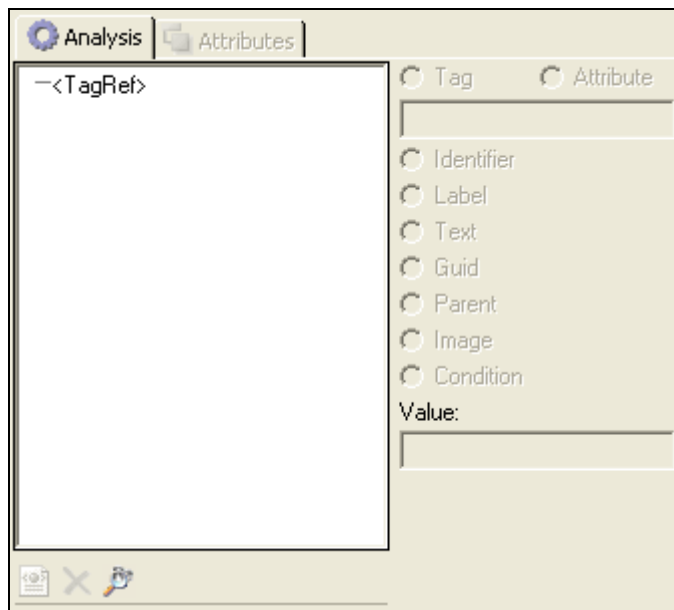 Analysis Attributes
<TagRef>
Tag Attribute
Identifier
Label
Text
Guid
Parent
Image
Condition
Value: